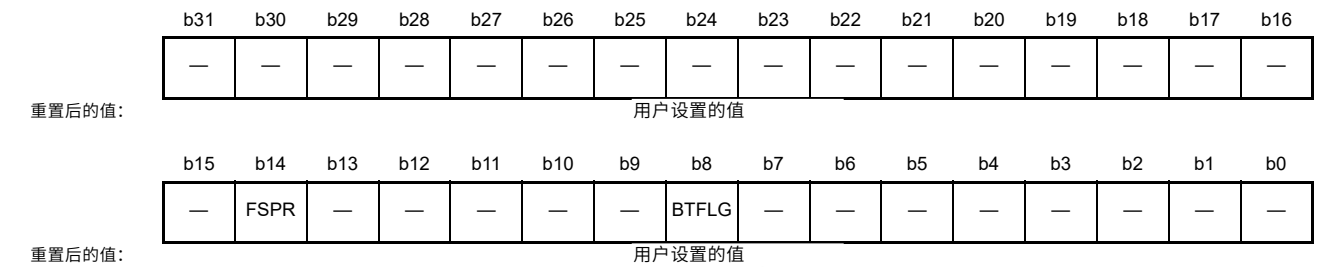 b31 b30 b29 b28 b27 b26 b25 b24 b23 b22 b21 b20 b19 b18 b17 b16
— — — — — — — — — — — — — — — —
重置后的值： 用户设置的值
b15 b14 b13 b12 b11 b10 b9 b8 b7 b6 b5 b4 b3 b2 b1 b0
— FSPR — — — — — BTFLG — — — — — — — —
重置后的值： 用户设置的值